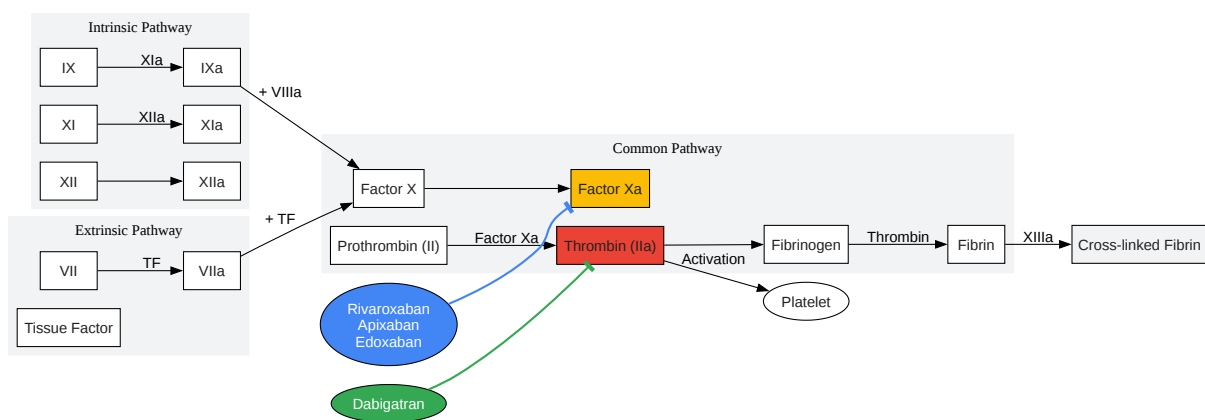 Intrinsic Pathway
IX
XIa
IXa
+ VIIIa
XI
XIIa
XIa
XII
XIIa
Extrinsic Pathway
VII
TF
VIIa
+ TF
Tissue Factor
Common Pathway
Factor X
Factor Xa
Prothrombin (II)
Factor Xa
Thrombin (IIa)
Activation
Fibrinogen
Thrombin
Fibrin
XIIIa
Cross-linked Fibrin
Platelet
Rivaroxaban
Apixaban
Edoxaban
Dabigatran